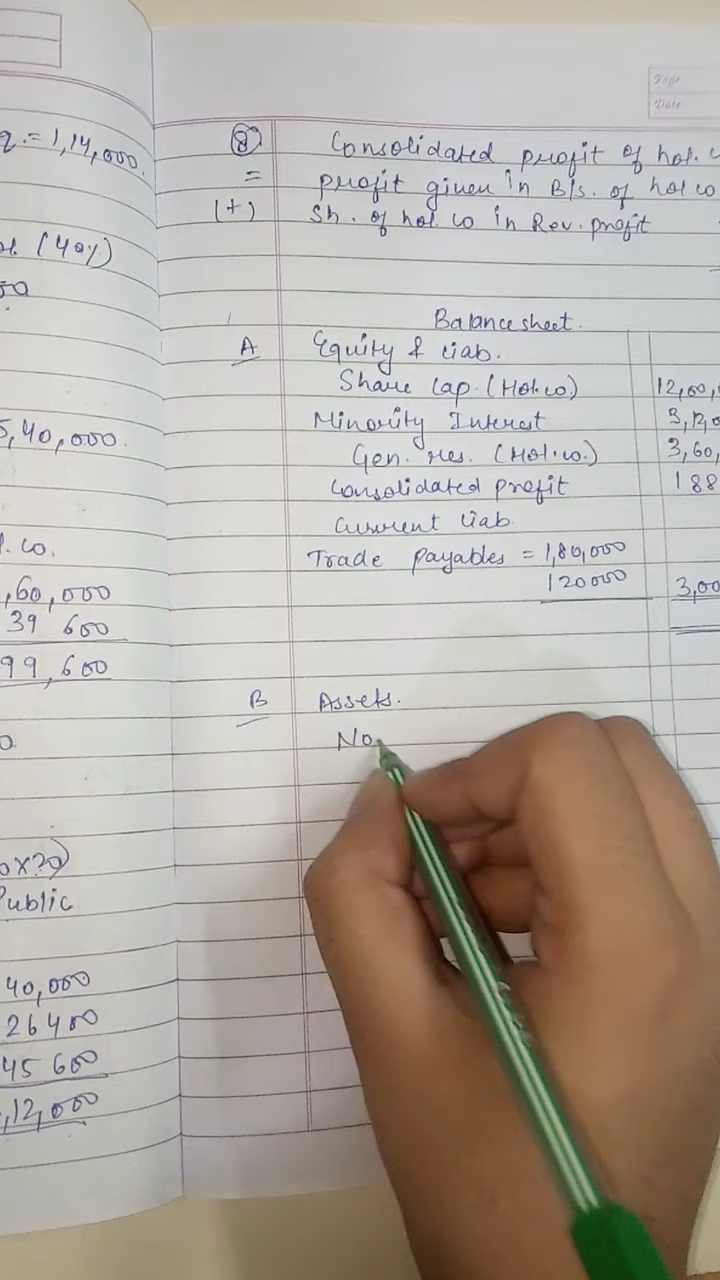 = 1,14,000.
(40%)
5,40,000.
. co.
,60,000
39 600
99,600
0.
Public
40,000
26400
45 600
,12,000
Page
Date
8 Consolidated profit of hol. c
= profit given in B/s. of hol co
(+) Sh. of hol. co in Rev. profit
Balance sheet.
A Equity & Liab.
Share Cap. (Hol.co.) 12,00,
Minority Interest 3,12,0
Gen. res. (Hol.co.) 3,60,
Consolidated profit 188
Current Liab
Trade payables = 1,80,000
120000 3,00
B Assets.
No